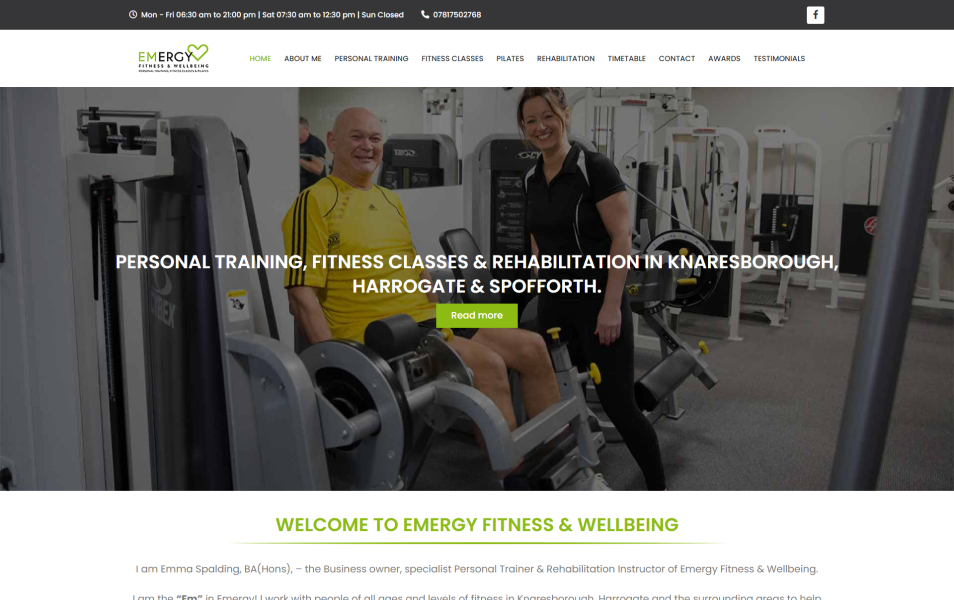 Mon - Fri 06:30 am to 21:00 pm | Sat 07:30 am to 12:30 pm | Sun Closed 07817502768
EMERGY
FITNESS & WELLBEING
PERSONAL TRAINING, FITNESS CLASSES & PILATES
HOME ABOUT ME PERSONAL TRAINING FITNESS CLASSES PILATES REHABILITATION TIMETABLE CONTACT AWARDS TESTIMONIALS
PERSONAL TRAINING, FITNESS CLASSES & REHABILITATION IN KNARESBOROUGH,
HARROGATE & SPOFFORTH.
Read more
WELCOME TO EMERGY FITNESS & WELLBEING
I am Emma Spalding, BA(Hons), – the Business owner, specialist Personal Trainer & Rehabilitation Instructor of Emergy Fitness & Wellbeing.
I am the “Em” in Emergy! I work with people of all ages and levels of fitness in Knaresborough, Harrogate and the surrounding areas to help